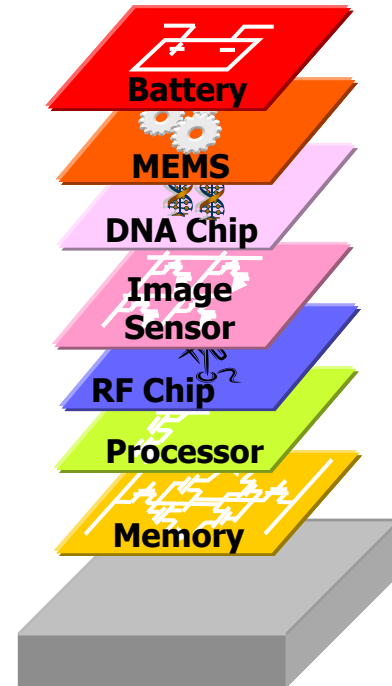 Battery
MEMS
DNA Chip
Image
Sensor
RF Chip
Processor
Memory